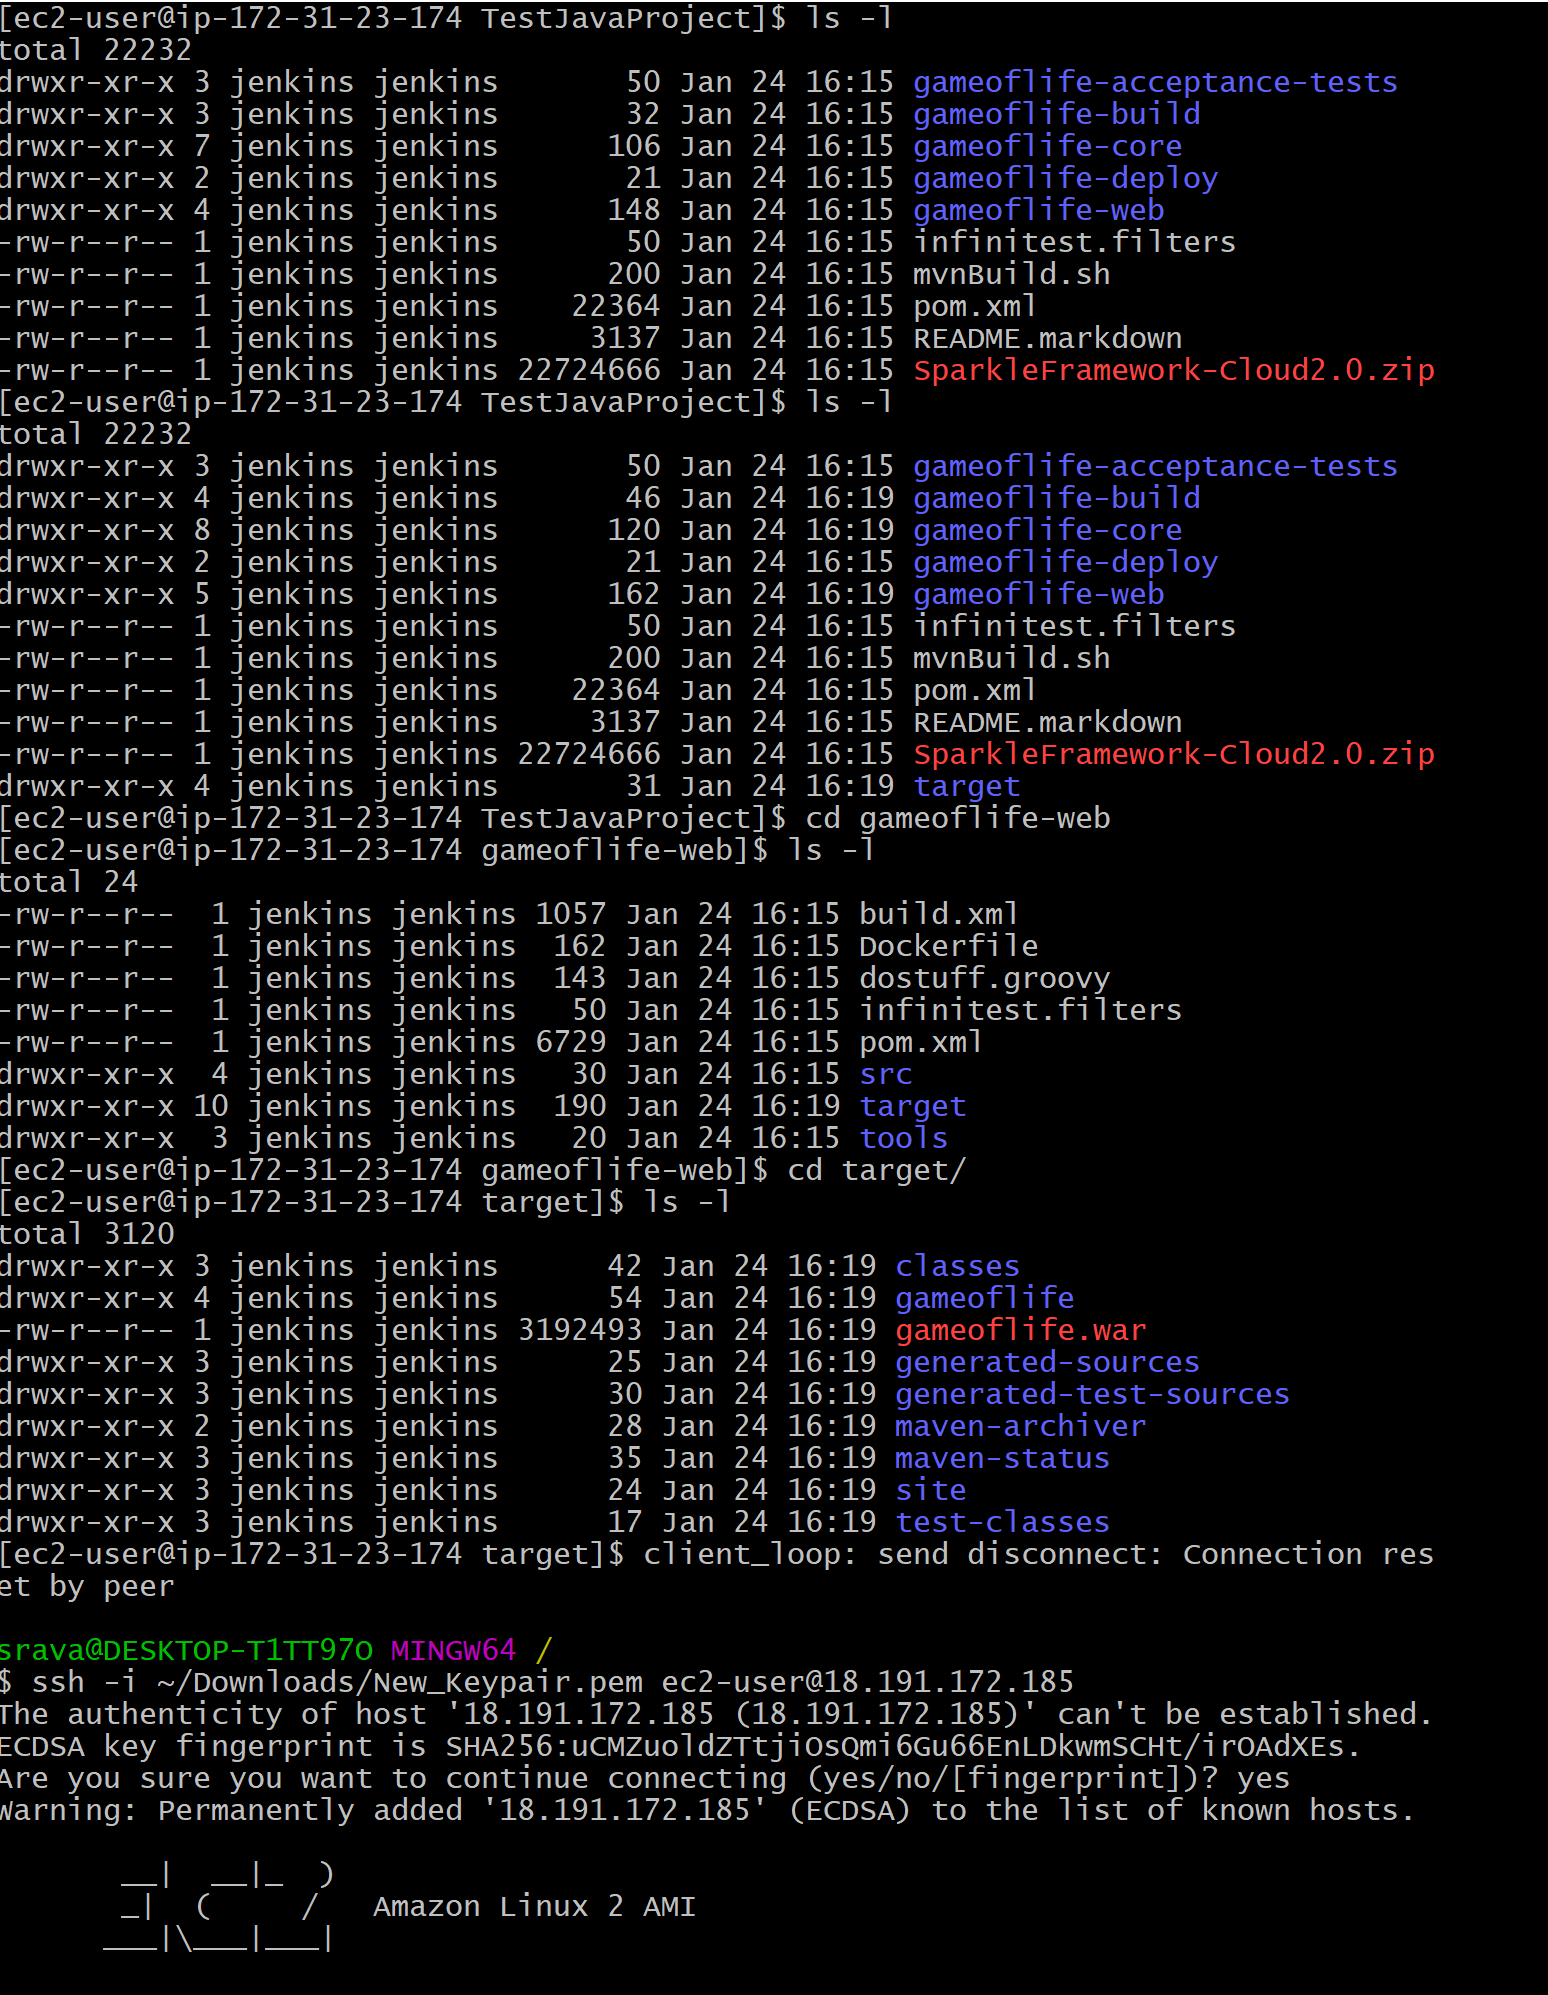 [ec2-user@ip-172-31-23-174 TestJavaProject]$ ls -l
total 22232
drwxr-xr-x 3 jenkins jenkins       50 Jan 24 16:15 gameoflife-acceptance-tests
drwxr-xr-x 3 jenkins jenkins       32 Jan 24 16:15 gameoflife-build
drwxr-xr-x 7 jenkins jenkins      106 Jan 24 16:15 gameoflife-core
drwxr-xr-x 2 jenkins jenkins       21 Jan 24 16:15 gameoflife-deploy
drwxr-xr-x 4 jenkins jenkins      148 Jan 24 16:15 gameoflife-web
-rw-r--r-- 1 jenkins jenkins       50 Jan 24 16:15 infinitest.filters
-rw-r--r-- 1 jenkins jenkins      200 Jan 24 16:15 mvnBuild.sh
-rw-r--r-- 1 jenkins jenkins    22364 Jan 24 16:15 pom.xml
-rw-r--r-- 1 jenkins jenkins     3137 Jan 24 16:15 README.markdown
-rw-r--r-- 1 jenkins jenkins 22724666 Jan 24 16:15 SparkleFramework-Cloud2.0.zip
[ec2-user@ip-172-31-23-174 TestJavaProject]$ ls -l
total 22232
drwxr-xr-x 3 jenkins jenkins       50 Jan 24 16:15 gameoflife-acceptance-tests
drwxr-xr-x 4 jenkins jenkins       46 Jan 24 16:19 gameoflife-build
drwxr-xr-x 8 jenkins jenkins      120 Jan 24 16:19 gameoflife-core
drwxr-xr-x 2 jenkins jenkins       21 Jan 24 16:15 gameoflife-deploy
drwxr-xr-x 5 jenkins jenkins      162 Jan 24 16:19 gameoflife-web
-rw-r--r-- 1 jenkins jenkins       50 Jan 24 16:15 infinitest.filters
-rw-r--r-- 1 jenkins jenkins      200 Jan 24 16:15 mvnBuild.sh
-rw-r--r-- 1 jenkins jenkins    22364 Jan 24 16:15 pom.xml
-rw-r--r-- 1 jenkins jenkins     3137 Jan 24 16:15 README.markdown
-rw-r--r-- 1 jenkins jenkins 22724666 Jan 24 16:15 SparkleFramework-Cloud2.0.zip
drwxr-xr-x 4 jenkins jenkins       31 Jan 24 16:19 target
[ec2-user@ip-172-31-23-174 TestJavaProject]$ cd gameoflife-web
[ec2-user@ip-172-31-23-174 gameoflife-web]$ ls -l
total 24
-rw-r--r--  1 jenkins jenkins 1057 Jan 24 16:15 build.xml
-rw-r--r--  1 jenkins jenkins  162 Jan 24 16:15 Dockerfile
-rw-r--r--  1 jenkins jenkins  143 Jan 24 16:15 dostuff.groovy
-rw-r--r--  1 jenkins jenkins   50 Jan 24 16:15 infinitest.filters
-rw-r--r--  1 jenkins jenkins 6729 Jan 24 16:15 pom.xml
drwxr-xr-x  4 jenkins jenkins   30 Jan 24 16:15 src
drwxr-xr-x 10 jenkins jenkins  190 Jan 24 16:19 target
drwxr-xr-x  3 jenkins jenkins   20 Jan 24 16:15 tools
[ec2-user@ip-172-31-23-174 gameoflife-web]$ cd target/
[ec2-user@ip-172-31-23-174 target]$ ls -l
total 3120
drwxr-xr-x 3 jenkins jenkins      42 Jan 24 16:19 classes
drwxr-xr-x 4 jenkins jenkins      54 Jan 24 16:19 gameoflife
-rw-r--r-- 1 jenkins jenkins 3192493 Jan 24 16:19 gameoflife.war
drwxr-xr-x 3 jenkins jenkins      25 Jan 24 16:19 generated-sources
drwxr-xr-x 3 jenkins jenkins      30 Jan 24 16:19 generated-test-sources
drwxr-xr-x 2 jenkins jenkins      28 Jan 24 16:19 maven-archiver
drwxr-xr-x 3 jenkins jenkins      35 Jan 24 16:19 maven-status
drwxr-xr-x 3 jenkins jenkins      24 Jan 24 16:19 site
drwxr-xr-x 3 jenkins jenkins      17 Jan 24 16:19 test-classes
[ec2-user@ip-172-31-23-174 target]$ client_loop: send disconnect: Connection res
et by peer

srava@DESKTOP-T1TT97O MINGW64 /
$ ssh -i ~/Downloads/New_Keypair.pem ec2-user@18.191.172.185
The authenticity of host '18.191.172.185 (18.191.172.185)' can't be established.
ECDSA key fingerprint is SHA256:uCMZuoldZTtjiOsQmi6Gu66EnLDkwmSCHt/irOAdXEs.
Are you sure you want to continue connecting (yes/no/[fingerprint])? yes
Warning: Permanently added '18.191.172.185' (ECDSA) to the list of known hosts.

       __|  __|_  )
       _|  (     /   Amazon Linux 2 AMI
      ___|\___|___|